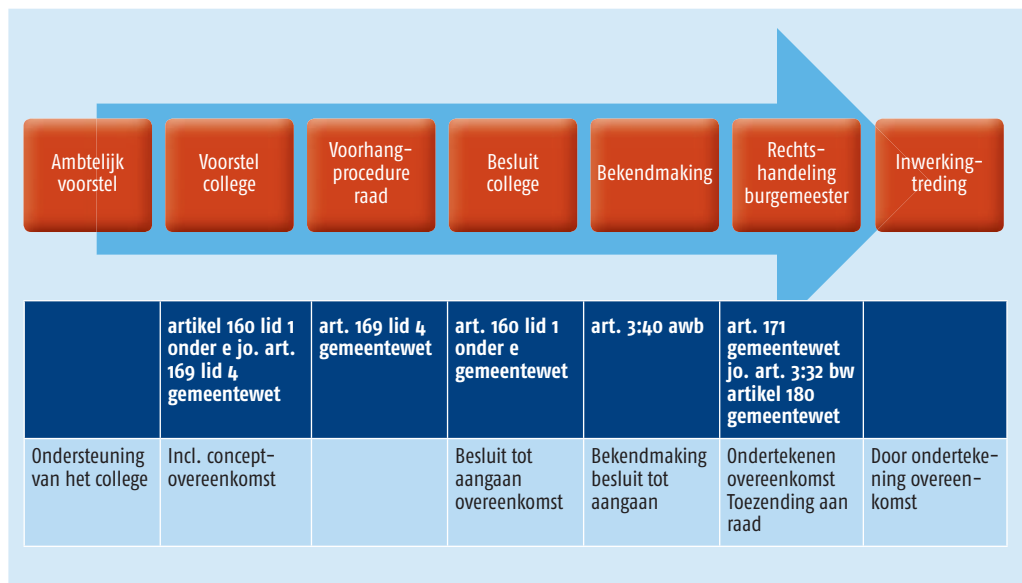 Ambtelijk
voorstel
Voorstel
college
Voorhang-
procedure
raad
Besluit
college
Bekendmaking
Rechts-
handeling
burgemeester
Inwerking-
treding
artikel 160 lid 1
onder e jo. art.
169 lid 4
gemeentewet
art. 169 lid 4
gemeentewet
art. 160 lid 1
onder e
gemeentewet
art. 3:40 awb
art. 171
gemeentewet
jo. art. 3:32 bw
artikel 180
gemeentewet
Ondersteuning
van het college
Incl. concept-
overeenkomst
Besluit tot
aangaan
overeenkomst
Bekendmaking
besluit tot
aangaan
Ondertekenen
overeenkomst
Toezending aan
raad
Door onderteke-
ning overeen-
komst